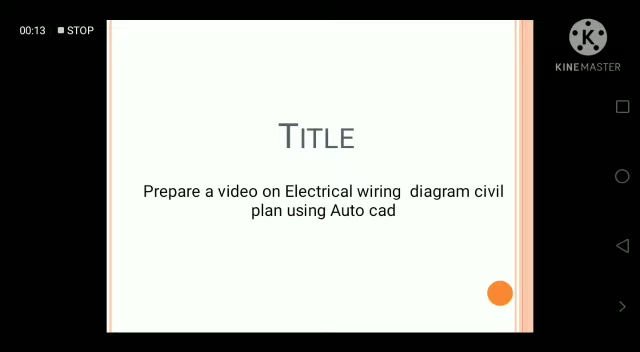 00:13 STOP
K
KINEMASTER
TITLE
Prepare a video on Electrical wiring diagram civil
plan using Auto cad